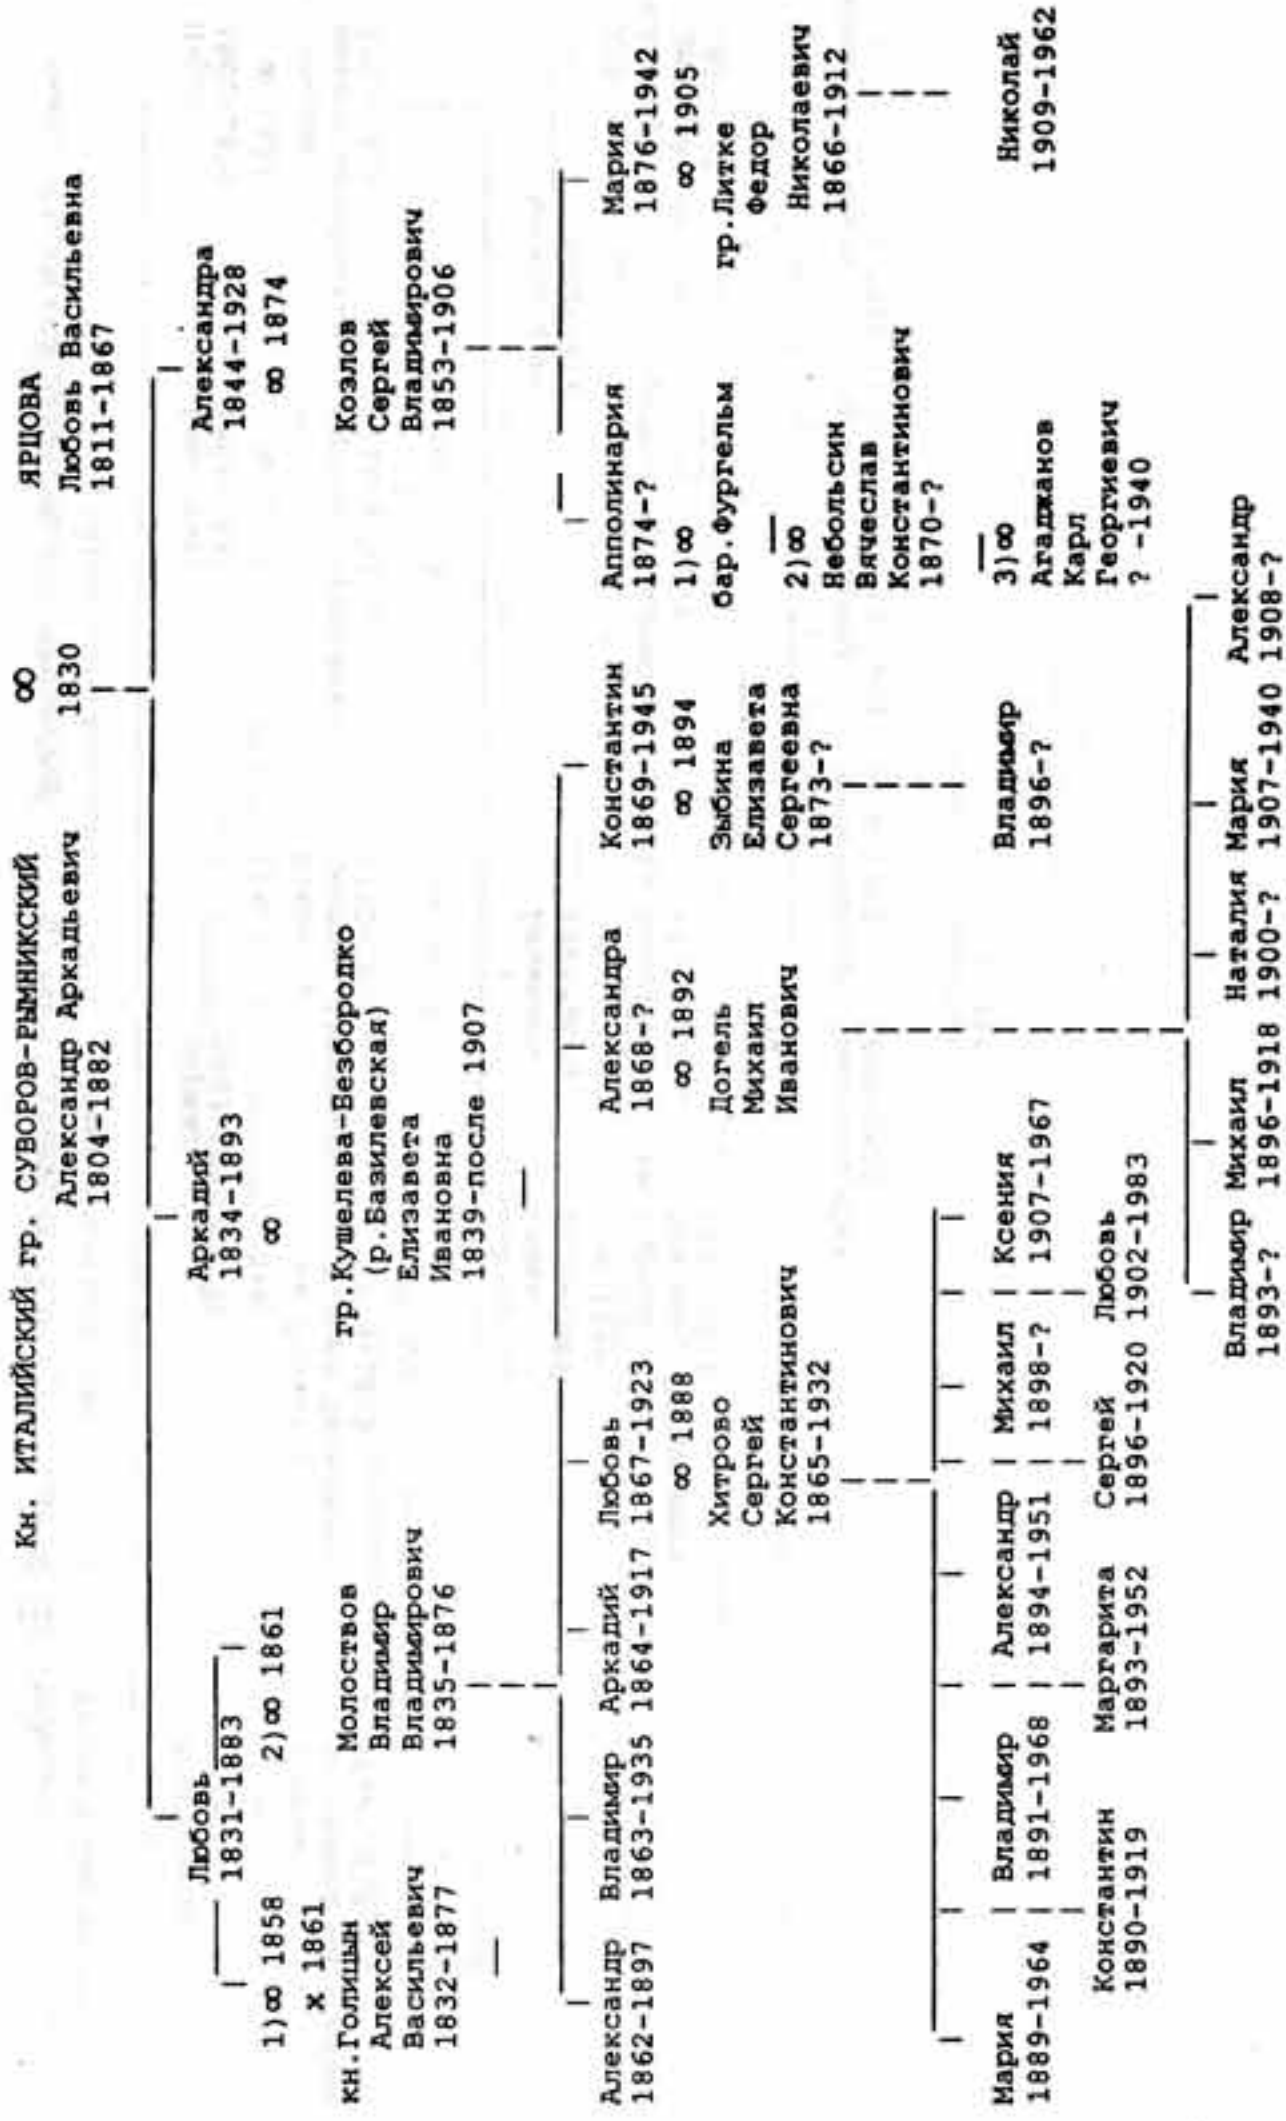 Кн. ИТАЛИЙСКИЙ гр. СУВОРОВ-РЫМНИКСКИЙ ∞ ЯРЦОВА
Александр Аркадьевич 1830 Любовь Васильевна
1804-1882 1811-1867
Любовь
1831-1883
Аркадий
1834-1893
∞
Александра
1844-1928
∞ 1874
1)∞ 1858
х 1861
кн.Голицын
Алексей
Васильевич
1832-1877
—
2)∞ 1861
Молоствов
Владимир
Владимирович
1835-1876
гр.Кушелева-Безбородко
(р.Базилевская)
Елизавета
Ивановна
1839-после 1907
—
Козлов
Сергей
Владимирович
1853-1906
Александр
1862-1897
Владимир
1863-1935
Аркадий
1864-1917
Любовь
1867-1923
∞ 1888
Хитрово
Сергей
Константинович
1865-1932
Александра
1868-?
∞ 1892
Догель
Михаил
Иванович
Константин
1869-1945
∞ 1894
Зыбина
Елизавета
Сергеевна
1873-?
Апполинария
1874-?
1)∞
бар.Фургельм
—
2)∞
Небольсин
Вячеслав
Константинович
1870-?
—
3)∞
Агаджанов
Карл
Георгиевич
? -1940
Мария
1876-1942
∞ 1905
гр.Литке
Федор
Николаевич
1866-1912
Мария
1889-1964
Владимир
1891-1968
Александр
1894-1951
Михаил
1898-?
Ксения
1907-1967
Владимир
1896-?
Николай
1909-1962
Константин
1890-1919
Маргарита
1893-1952
Сергей
1896-1920
Любовь
1902-1983
Владимир
1893-?
Михаил
1896-1918
Наталия
1900-?
Мария
1907-1940
Александр
1908-?